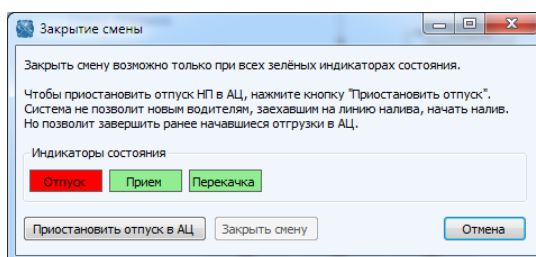 Закрытие смены
Закрыть смену возможно только при всех зелёных индикаторах состояния.
Чтобы приостановить отпуск НП в АЦ, нажмите кнопку "Приостановить отпуск".
Система не позволит новым водителям, заехавшим на линию налива, начать налив.
Но позволит завершить ранее начавшиеся отгрузки в АЦ.
Индикаторы состояния
Отпуск Прием Перекачка
Приостановить отпуск в АЦ Закрыть смену Отмена